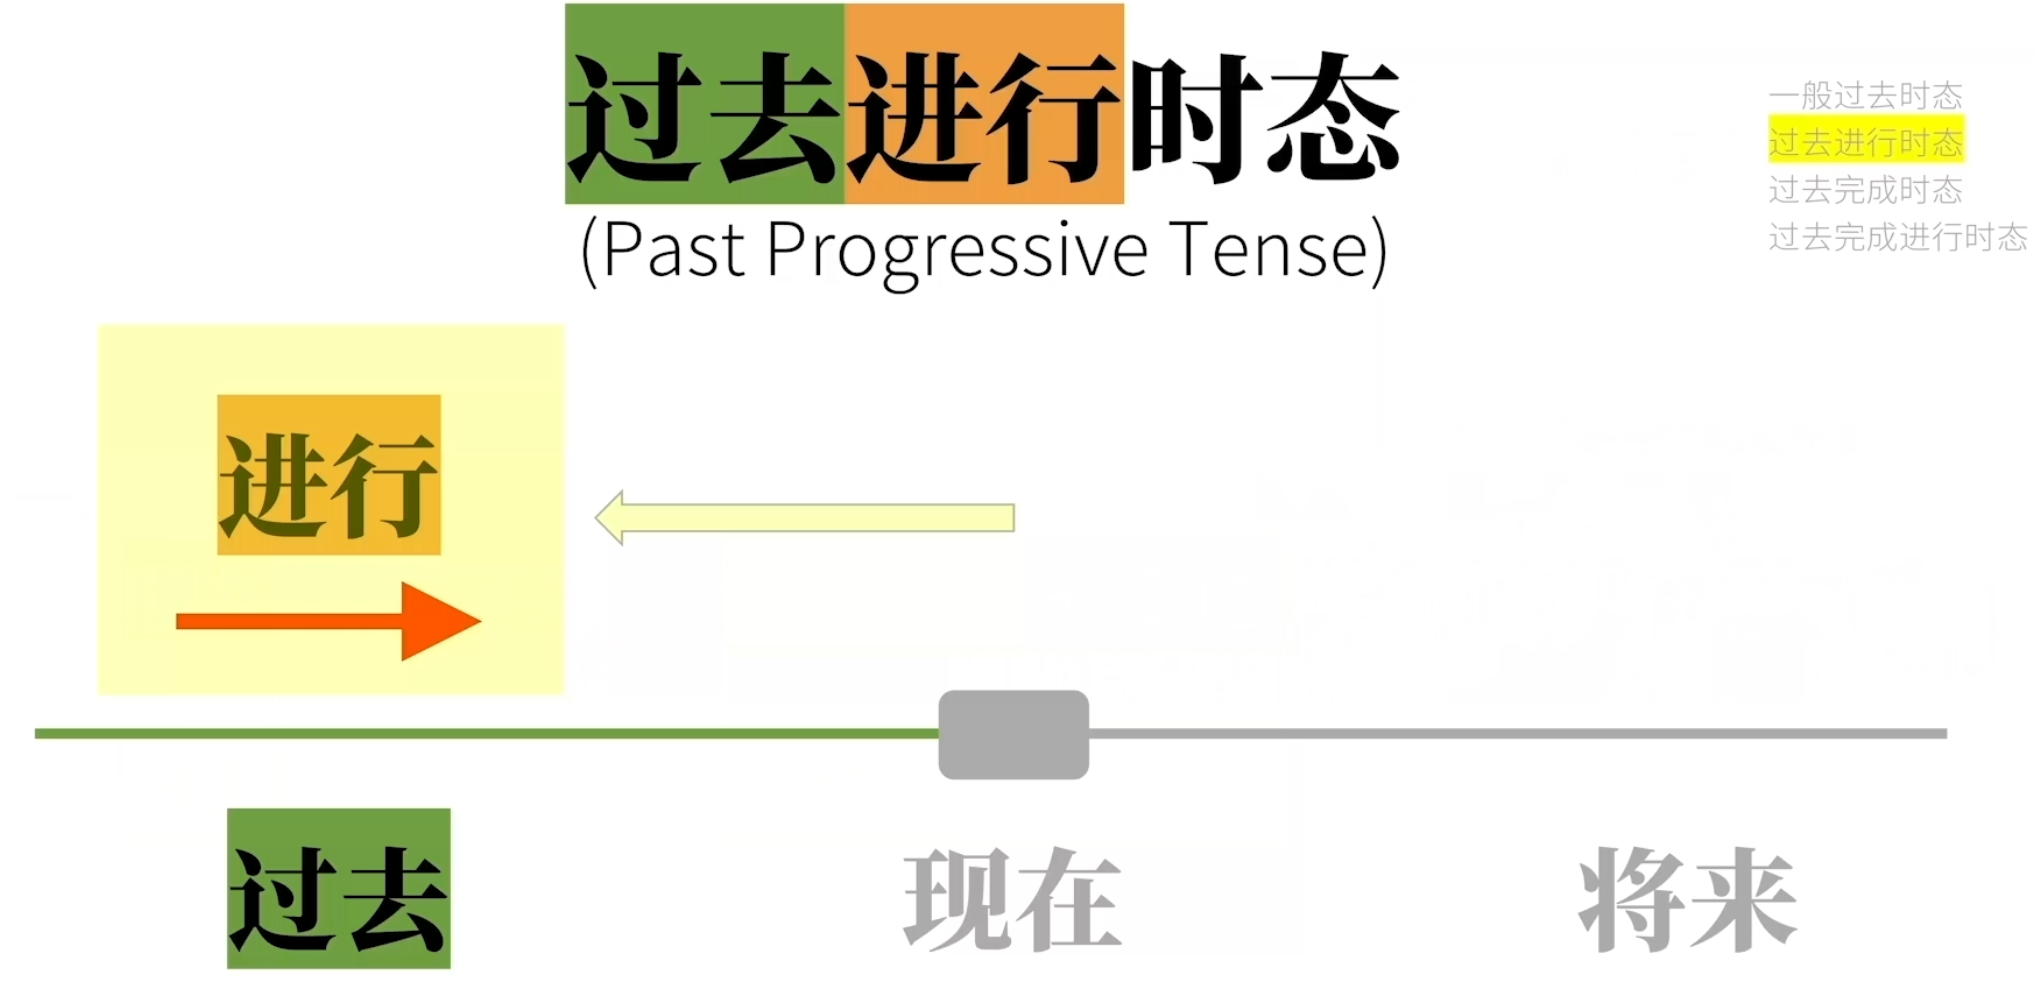 过去进行时态
(Past Progressive Tense)
一般过去时态
过去进行时态
过去完成时态
过去完成进行时态
进行
过去
现在
将来